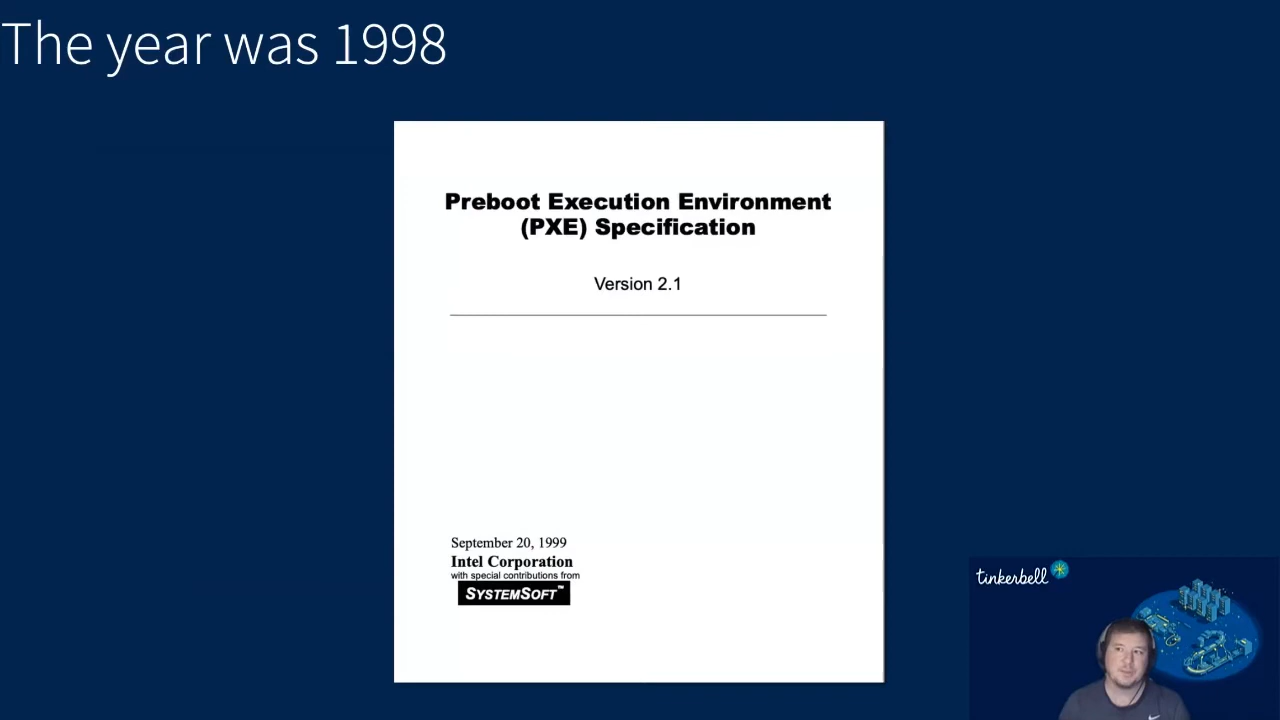 The year was 1998
Preboot Execution Environment
(PXE) Specification
Version 2.1
September 20, 1999
Intel Corporation
with special contributions from
SYSTEMSOFT™
tinkerbell